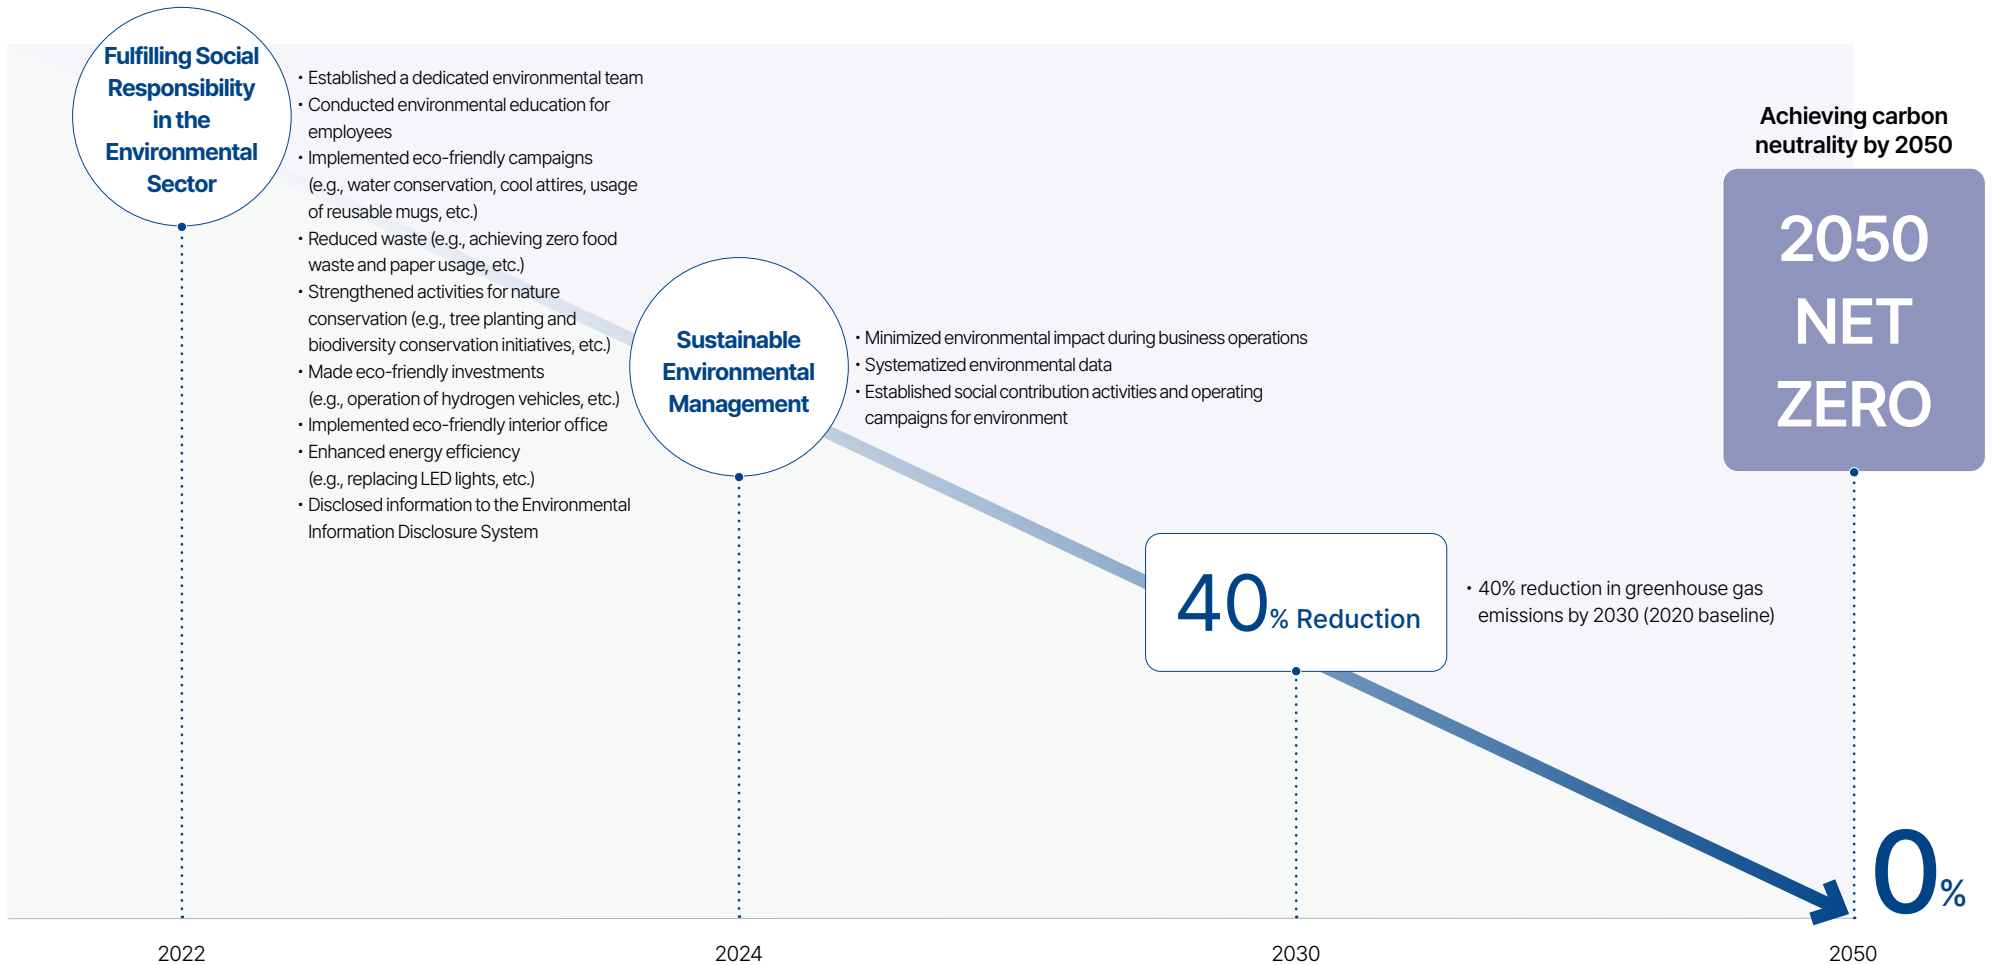 Fulfilling Social
Responsibility
in the
Environmental
Sector
• Established a dedicated environmental team
• Conducted environmental education for
employees
• Implemented eco-friendly campaigns
(e.g., water conservation, cool attires, usage
of reusable mugs, etc.)
• Reduced waste (e.g., achieving zero food
waste and paper usage, etc.)
• Strengthened activities for nature
conservation (e.g., tree planting and
biodiversity conservation initiatives, etc.)
• Made eco-friendly investments
(e.g., operation of hydrogen vehicles, etc.)
• Implemented eco-friendly interior office
• Enhanced energy efficiency
(e.g., replacing LED lights, etc.)
• Disclosed information to the Environmental
Information Disclosure System
Sustainable
Environmental
Management
• Minimized environmental impact during business operations
• Systematized environmental data
• Established social contribution activities and operating
campaigns for environment
40% Reduction
• 40% reduction in greenhouse gas
emissions by 2030 (2020 baseline)
Achieving carbon
neutrality by 2050
2050
NET
ZERO
0%
2022
2024
2030
2050